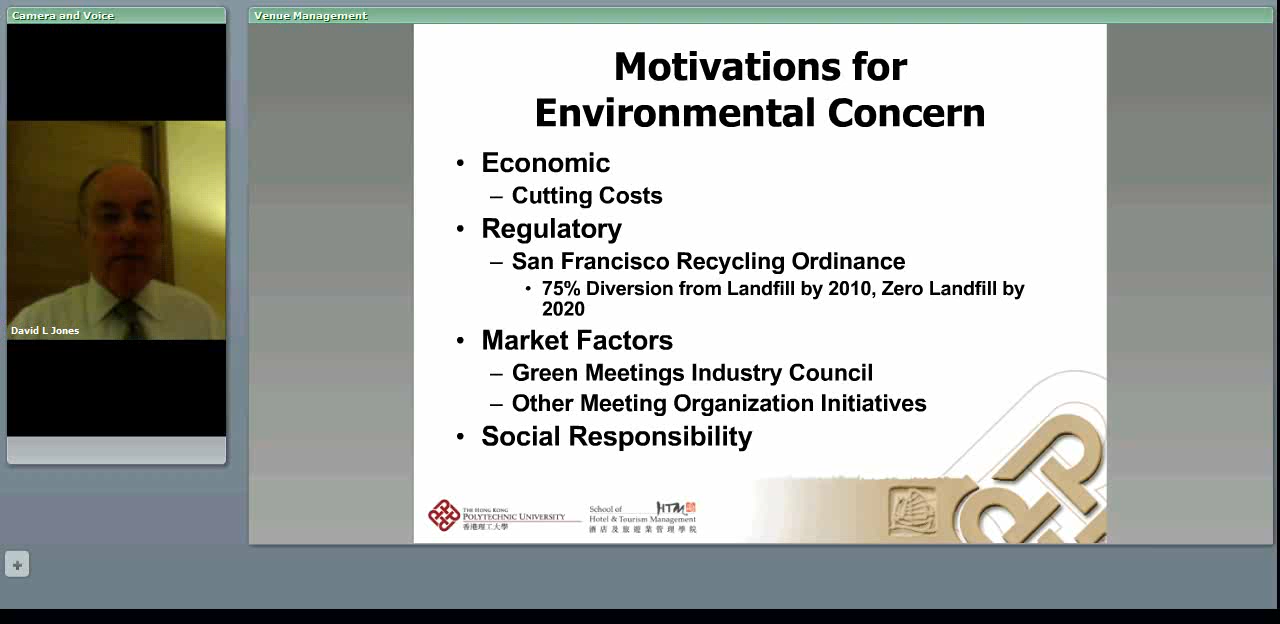 Camera and Voice
David L Jones
Venue Management
Motivations for
Environmental Concern
• Economic
– Cutting Costs
• Regulatory
– San Francisco Recycling Ordinance
• 75% Diversion from Landfill by 2010, Zero Landfill by
2020
• Market Factors
– Green Meetings Industry Council
– Other Meeting Organization Initiatives
• Social Responsibility
THE HONG KONG
POLYTECHNIC UNIVERSITY
香港理工大學
School of HTM
Hotel & Tourism Management
酒店及旅遊業管理學院